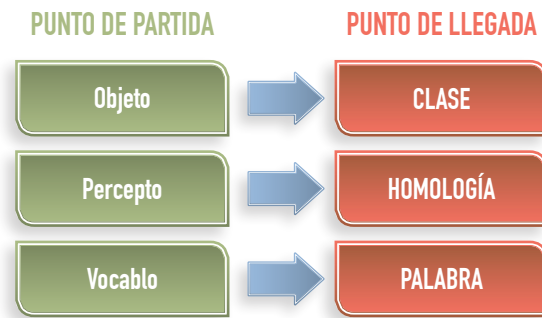 PUNTO DE PARTIDA PUNTO DE LLEGADA
Objeto CLASE
Percepto HOMOLOGÍA
Vocablo PALABRA